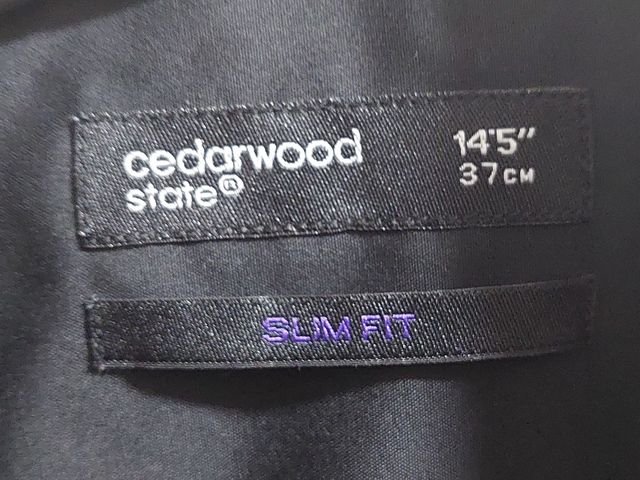 cedarwood
state®
14'5"
37CM
SLIM FIT